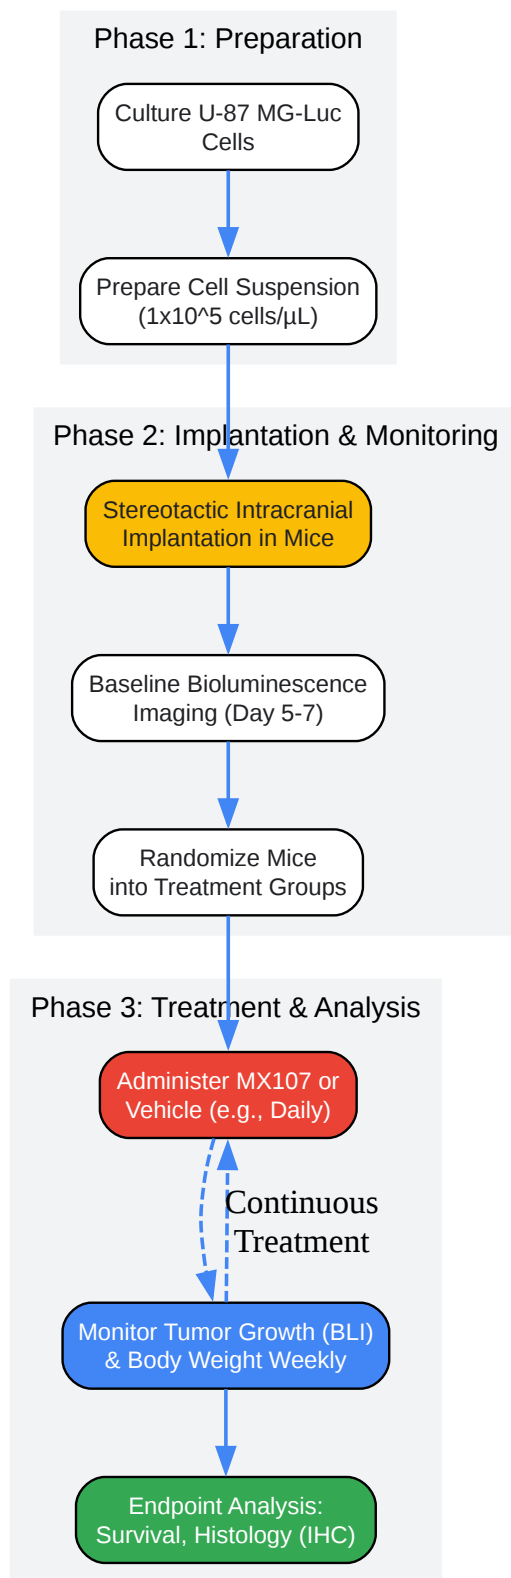 Phase 1: Preparation
Culture U-87 MG-Luc
Cells
Prepare Cell Suspension
(1x10^5 cells/µL)
Phase 2: Implantation & Monitoring
Stereotactic Intracranial
Implantation in Mice
Baseline Bioluminescence
Imaging (Day 5-7)
Randomize Mice
into Treatment Groups
Phase 3: Treatment & Analysis
Administer MX107 or
Vehicle (e.g., Daily)
Continuous
Treatment
Monitor Tumor Growth (BLI)
& Body Weight Weekly
Endpoint Analysis:
Survival, Histology (IHC)